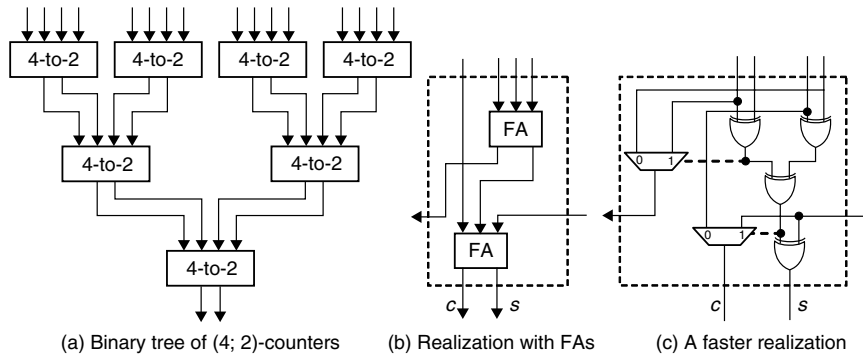 4-to-2 4-to-2 4-to-2 4-to-2
4-to-2 4-to-2
4-to-2
(a) Binary tree of (4; 2)-counters
FA
FA
c s
(b) Realization with FAs
0 1
0 1
c s
(c) A faster realization